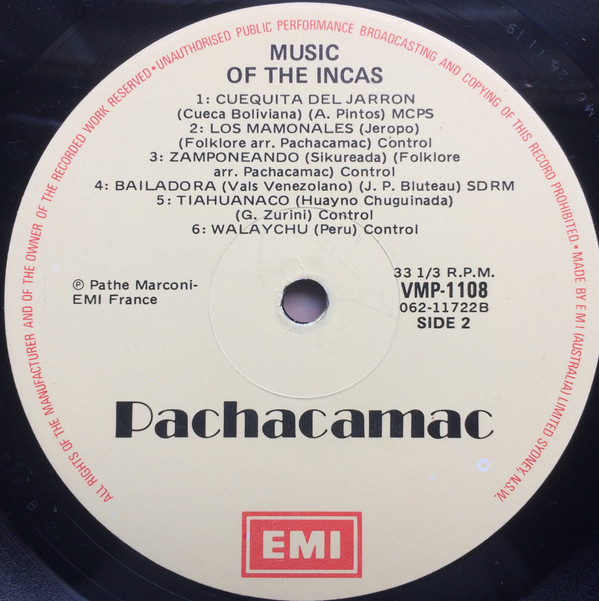 ALL RIGHTS OF THE MANUFACTURER AND OF THE OWNER OF THE RECORDED WORK RESERVED • UNAUTHORISED PUBLIC PERFORMANCE BROADCASTING AND COPYING OF THIS RECORD PROHIBITED. • MADE BY E M I (AUSTRALIA) LIMITED SYDNEY, N.S.W.
MUSIC
OF THE INCAS
1: CUEQUITA DEL JARRON
(Cueca Boliviana) (A. Pintos) MCPS
2: LOS MAMONALES (Jeropo)
(Folklore arr. Pachacamac) Control
3: ZAMPONEANDO (Sikureada) (Folklore
arr. Pachacamac) Control
4: BAILADORA (Vals Venezolano) (J. P. Bluteau) SDRM
5: TIAHUANACO (Huayno Chuguinada)
(G. Zurini) Control
6: WALAYCHU (Peru) Control
℗ Pathe Marconi-
EMI France
33 1/3 R.P.M.
VMP-1108
062-11722B
SIDE 2
Pachacamac
EMI